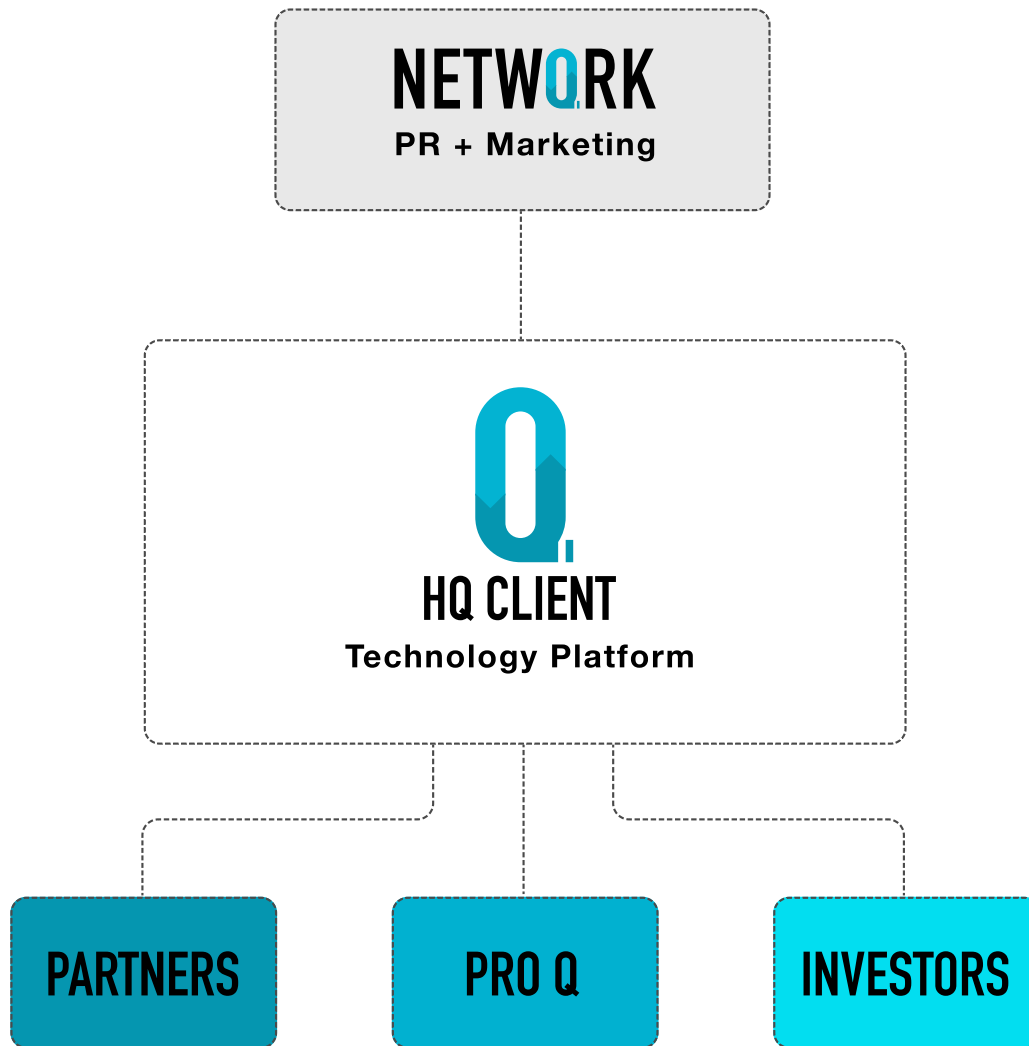 NETWQRK
PR + Marketing
Q
HQ CLIENT
Technology Platform
PARTNERS
PRO Q
INVESTORS